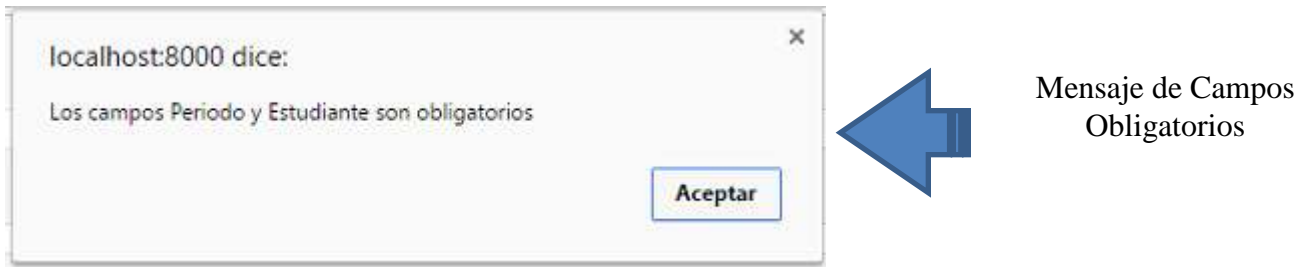 localhost:8000 dice:
Los campos Periodo y Estudiante son obligatorios
Aceptar
Mensaje de Campos
Obligatorios